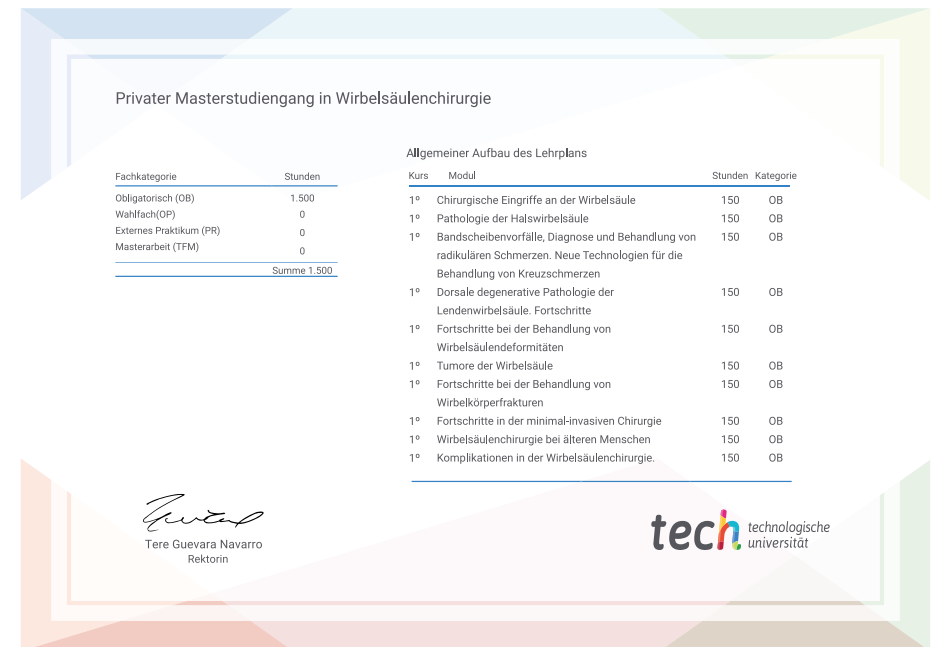 Privater Masterstudiengang in Wirbelsäulenchirurgie
Fachkategorie Stunden
Obligatorisch (OB) 1.500
Wahlfach(OP) 0
Externes Praktikum (PR) 0
Masterarbeit (TFM) 0
Summe 1.500
Allgemeiner Aufbau des Lehrplans
Kurs Modul Stunden Kategorie
1º Chirurgische Eingriffe an der Wirbelsäule 150 OB
1º Pathologie der Halswirbelsäule 150 OB
1º Bandscheibenvorfälle, Diagnose und Behandlung von 150 OB
radikulären Schmerzen. Neue Technologien für die
Behandlung von Kreuzschmerzen
1º Dorsale degenerative Pathologie der 150 OB
Lendenwirbelsäule. Fortschritte
1º Fortschritte bei der Behandlung von 150 OB
Wirbelsäulendeformitäten
1º Tumore der Wirbelsäule 150 OB
1º Fortschritte bei der Behandlung von 150 OB
Wirbelkörperfrakturen
1º Fortschritte in der minimal-invasiven Chirurgie 150 OB
1º Wirbelsäulenchirurgie bei älteren Menschen 150 OB
1º Komplikationen in der Wirbelsäulenchirurgie. 150 OB
Tere Guevara Navarro
Rektorin
tech technologische
universität